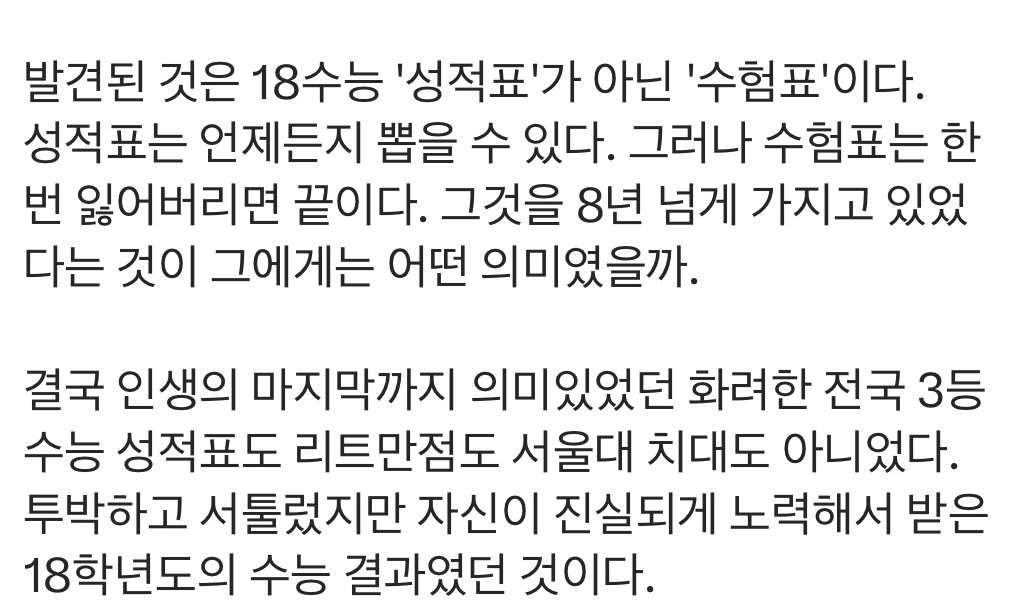 발견된 것은 18수능 '성적표'가 아닌 '수험표'이다.
성적표는 언제든지 뽑을 수 있다. 그러나 수험표는 한
번 잃어버리면 끝이다. 그것을 8년 넘게 가지고 있었
다는 것이 그에게는 어떤 의미였을까.
결국 인생의 마지막까지 의미있었던 화려한 전국 3등
수능 성적표도 리트만점도 서울대 치대도 아니었다.
투박하고 서툴렀지만 자신이 진실되게 노력해서 받은
18학년도의 수능 결과였던 것이다.